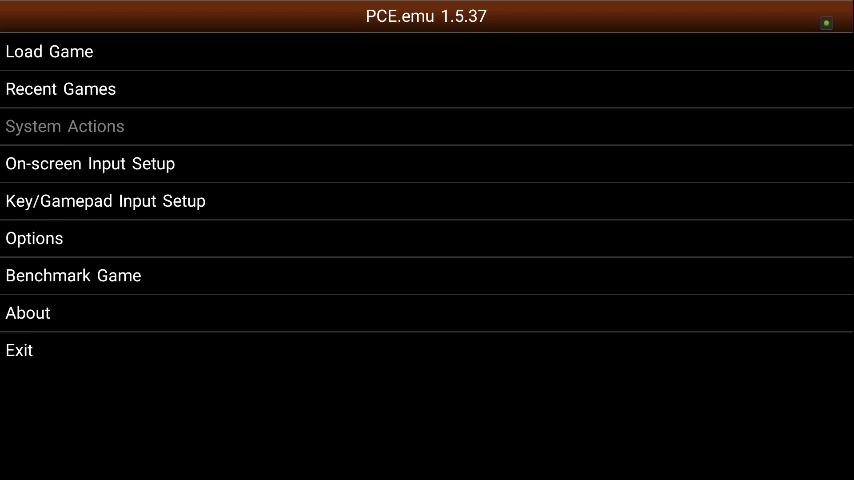 PCE.emu 1.5.37
Load Game
Recent Games
System Actions
On-screen Input Setup
Key/Gamepad Input Setup
Options
Benchmark Game
About
Exit